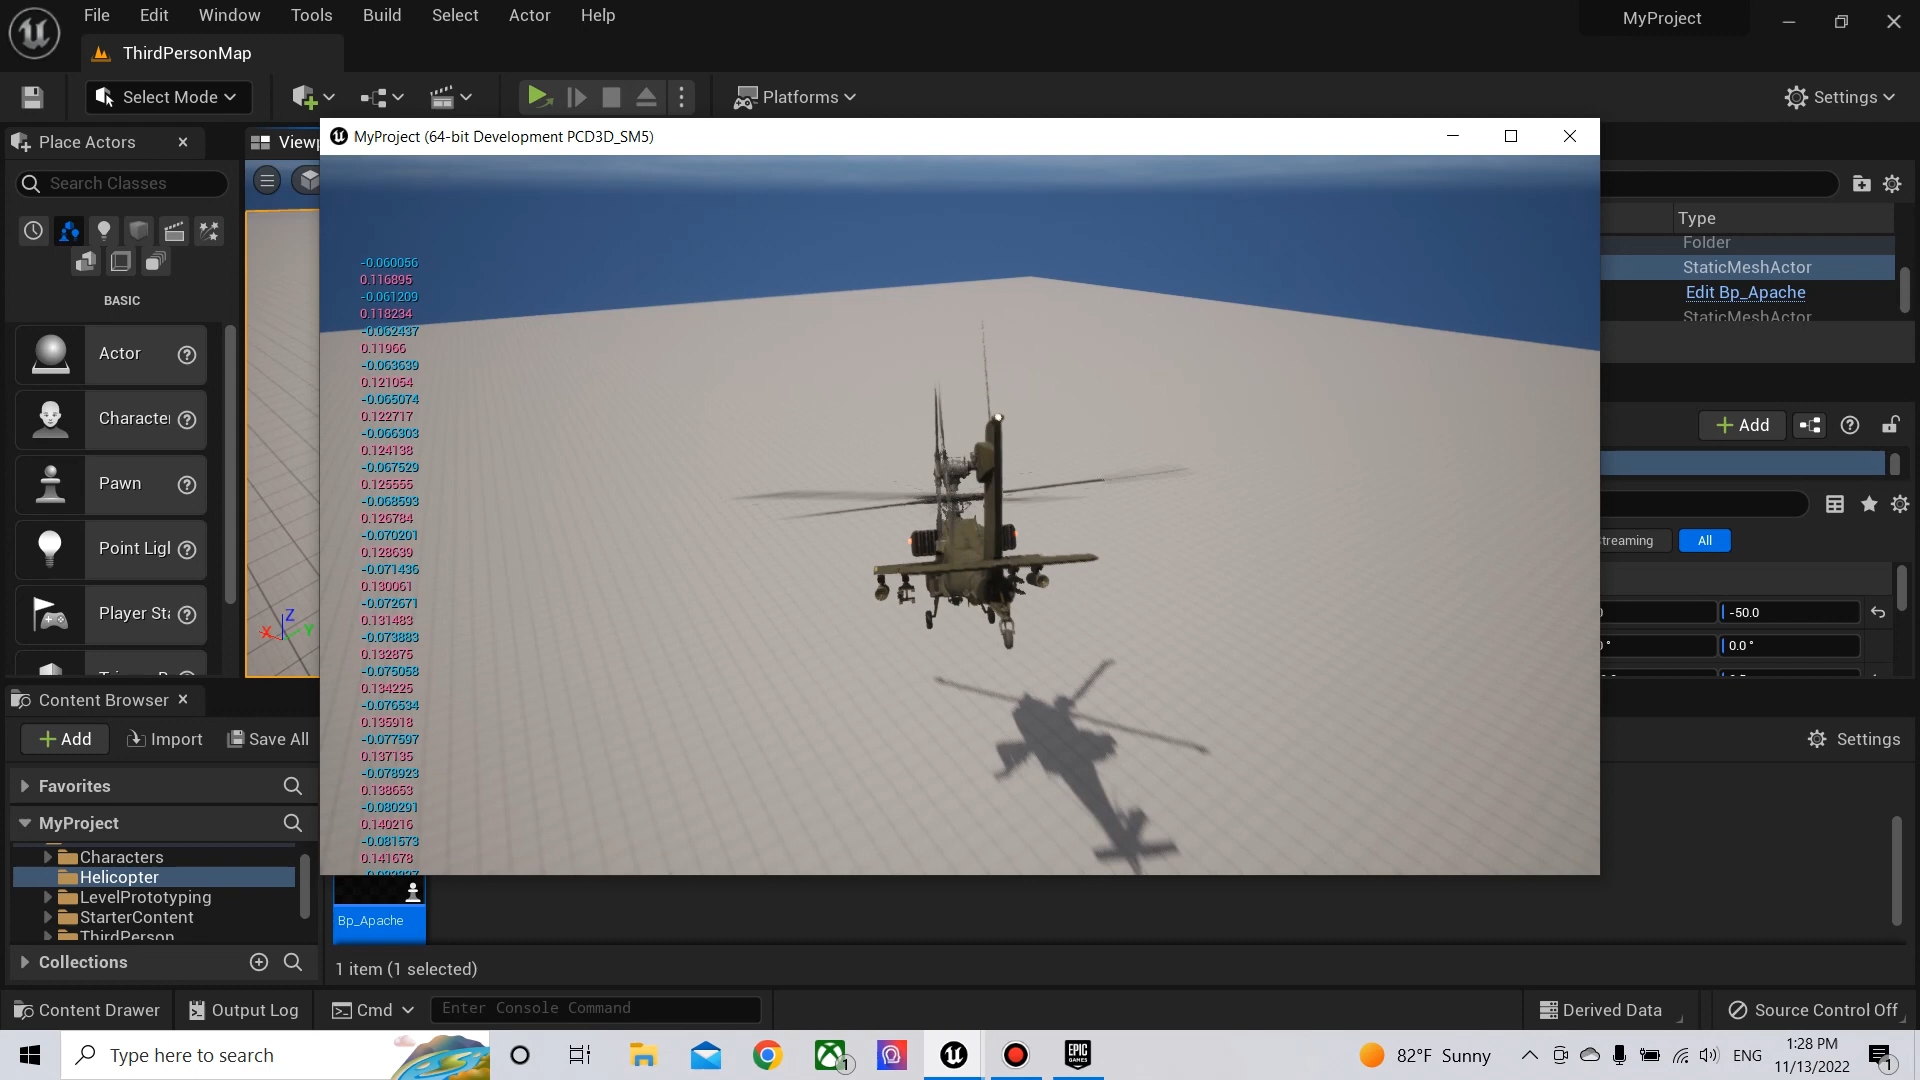 File Edit Window Tools Build Select Actor Help
MyProject
ThirdPersonMap
Select Mode
Platforms
Settings
Place Actors
Viewp
MyProject (64-bit Development PCD3D_SM5)
Search Classes
BASIC
Actor
Character
Pawn
Point Ligl
Player Sta
-0.060056
0.116895
-0.061209
0.118234
-0.062437
0.11966
-0.063639
0.121054
-0.065074
0.122717
-0.066303
0.124138
-0.067529
0.125555
-0.068593
0.126784
-0.070201
0.128639
-0.071436
0.130061
-0.072671
0.131483
-0.073883
0.132875
-0.075058
0.134225
-0.076534
0.135918
-0.077597
0.137135
-0.078923
0.138653
-0.080291
0.140216
-0.081573
0.141678
Z
X Y
Type
Folder
StaticMeshActor
Edit Bp_Apache
StaticMeshActor
Add
Streaming
All
-50.0
0.0°
Content Browser
Add
Import
Save All
Settings
Favorites
MyProject
Characters
Helicopter
LevelPrototyping
StarterContent
ThirdPerson
Collections
Bp_Apache
1 item (1 selected)
Content Drawer
Output Log
Cmd
Enter Console Command
Derived Data
Source Control Off
Type here to search
EPIC
GAMES
1
82°F Sunny
ENG
1:28 PM
11/13/2022
1